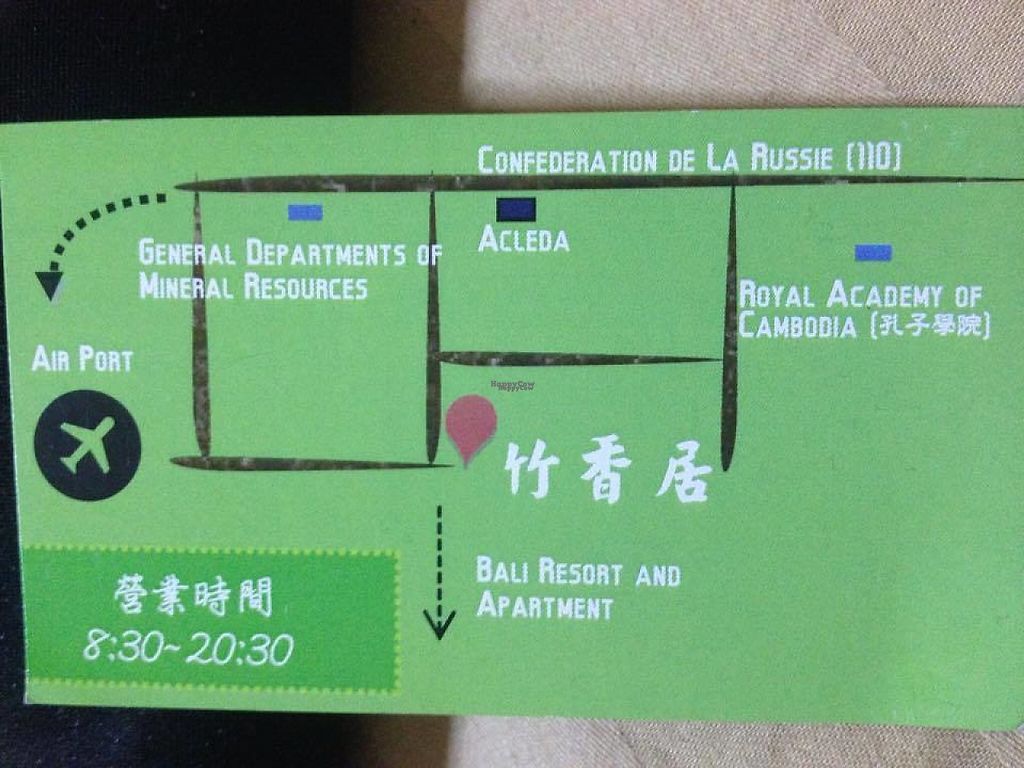 CONFEDERATION DE LA RUSSIE (110)
GENERAL DEPARTMENTS OF
MINERAL RESOURCES
ACLEDA
ROYAL ACADEMY OF
CAMBODIA (孔子學院)
AIR PORT
HappyCow
竹香居
BALI RESORT AND
APARTMENT
營業時間
8:30~20:30